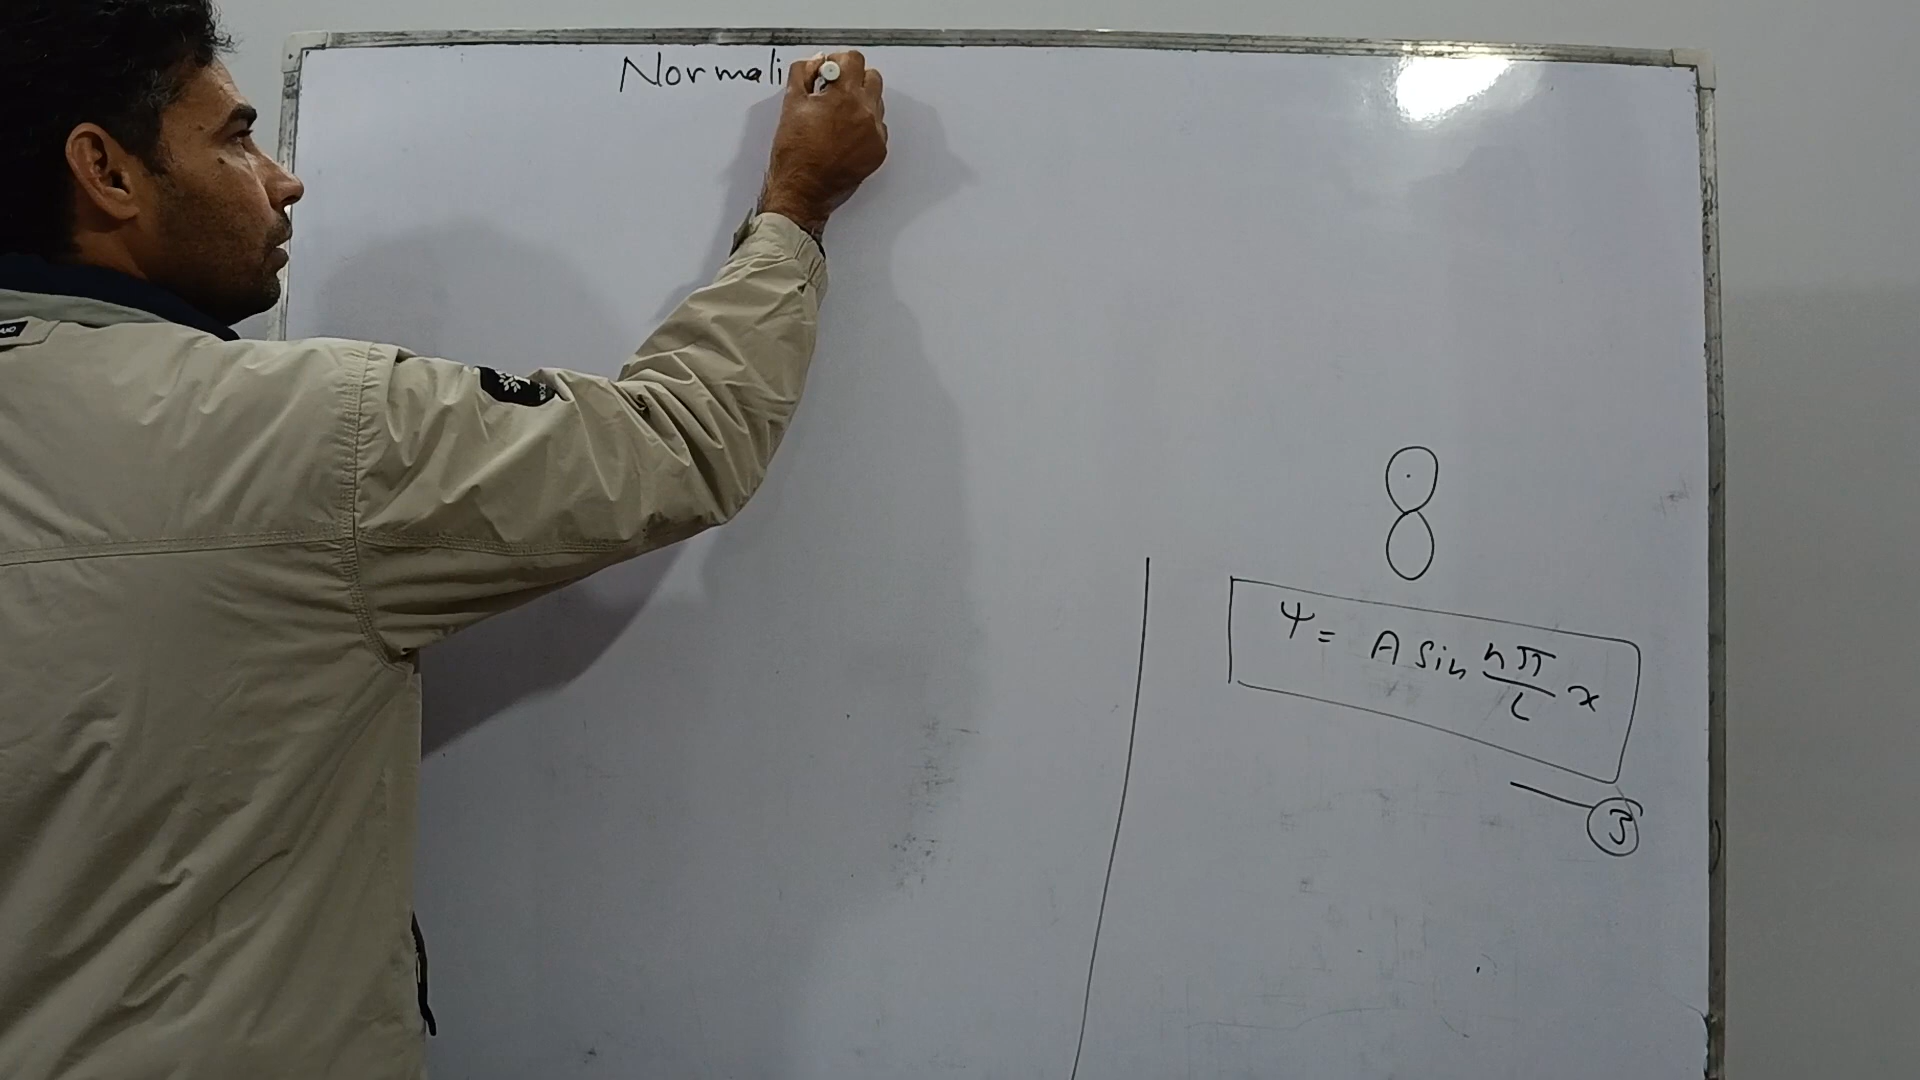 Normali
ψ = A sin nπ/L x
3